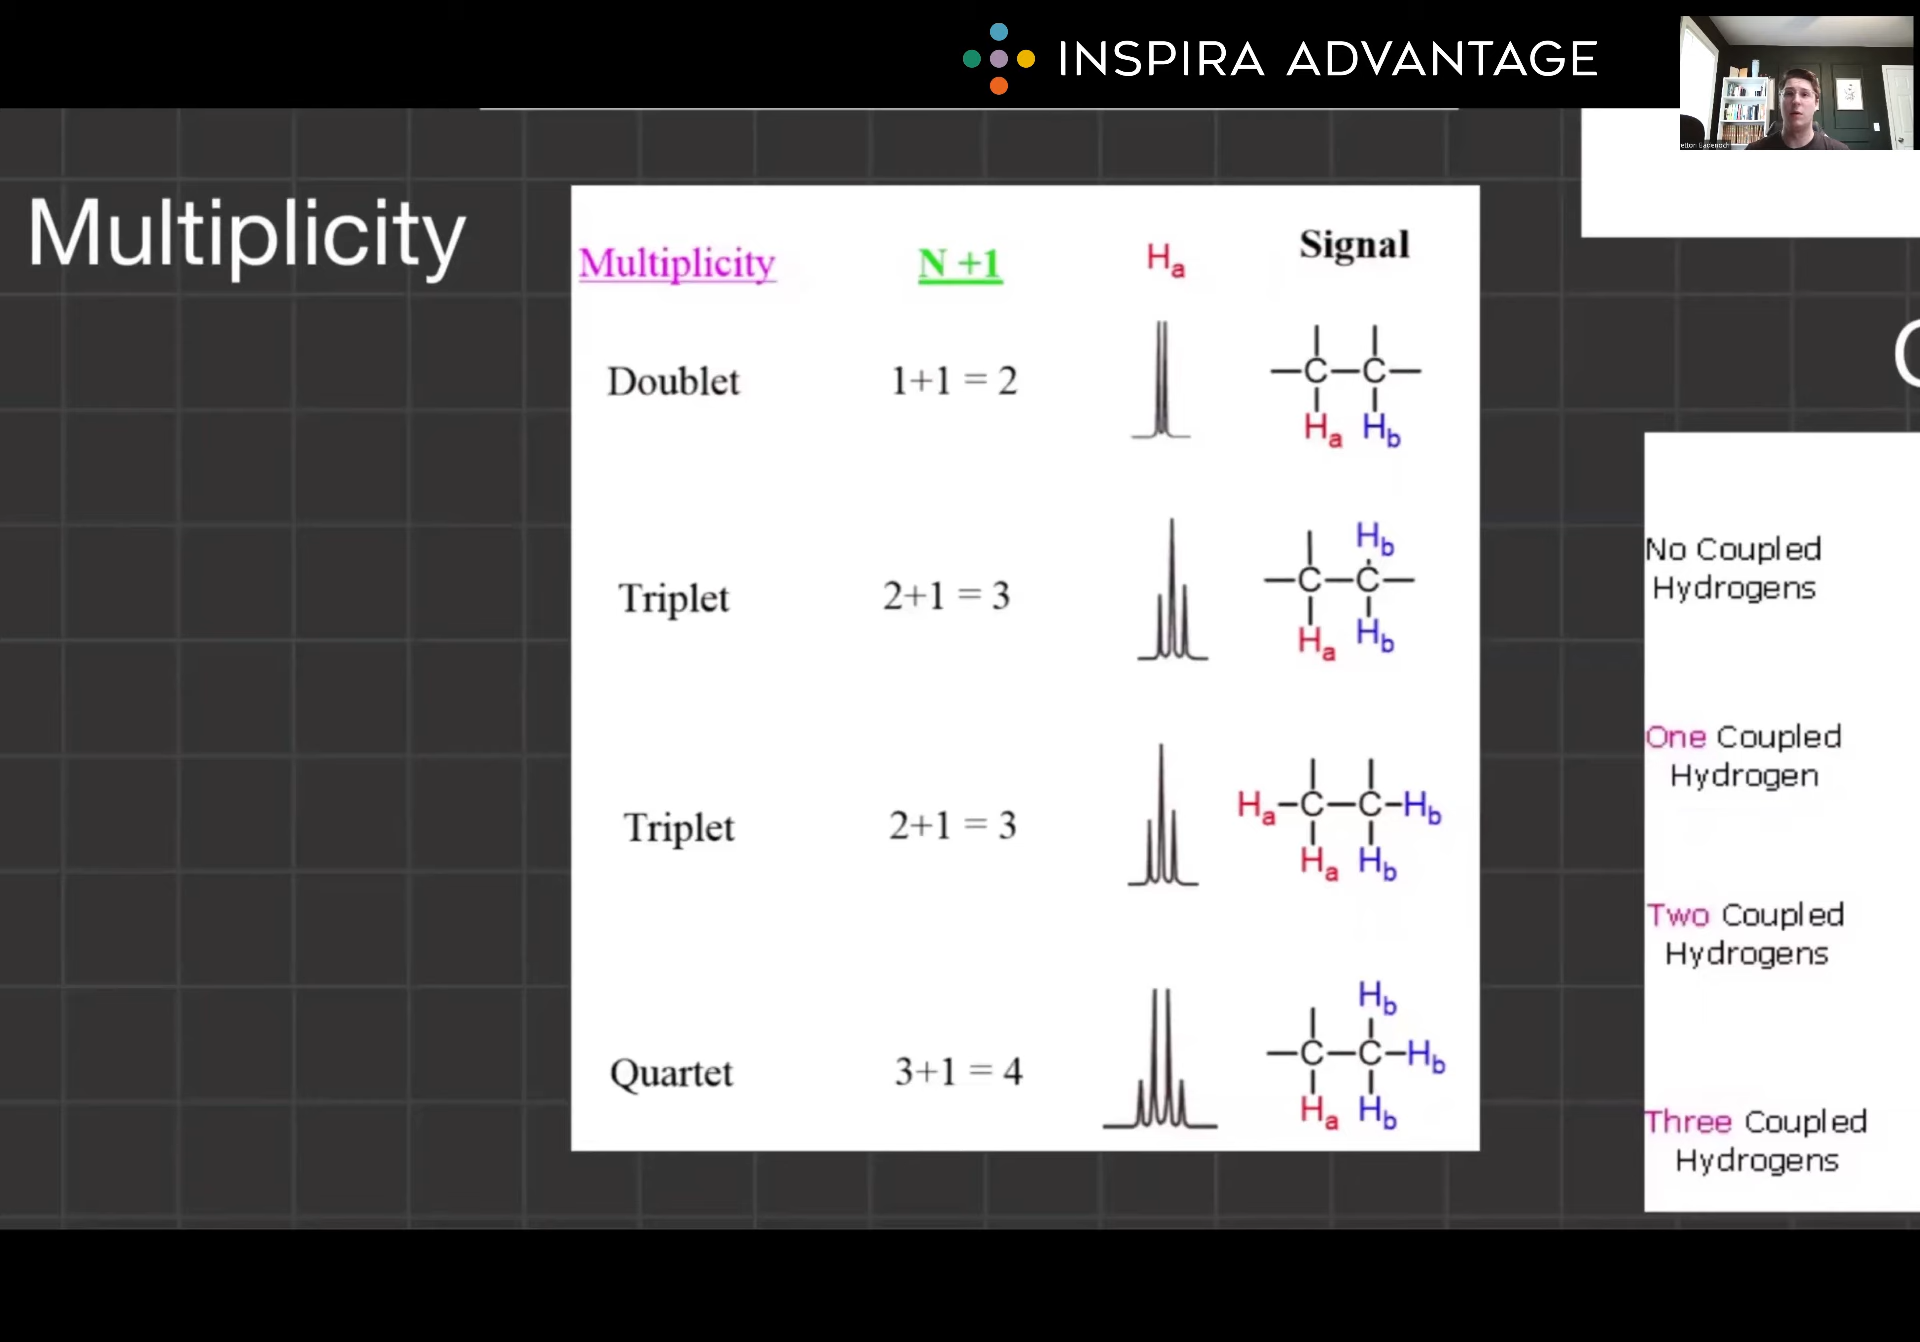 INSPIRA ADVANTAGE
Multiplicity
Multiplicity N +1 Ha Signal
Doublet 1+1 = 2
C C
Ha Hb
Hb
Triplet 2+1 = 3 C C
Ha Hb
Triplet 2+1 = 3 Ha C C Hb
Ha Hb
Hb
Quartet 3+1 = 4 C C Hb
Ha Hb
No Coupled
Hydrogens
One Coupled
Hydrogen
Two Coupled
Hydrogens
Three Coupled
Hydrogens